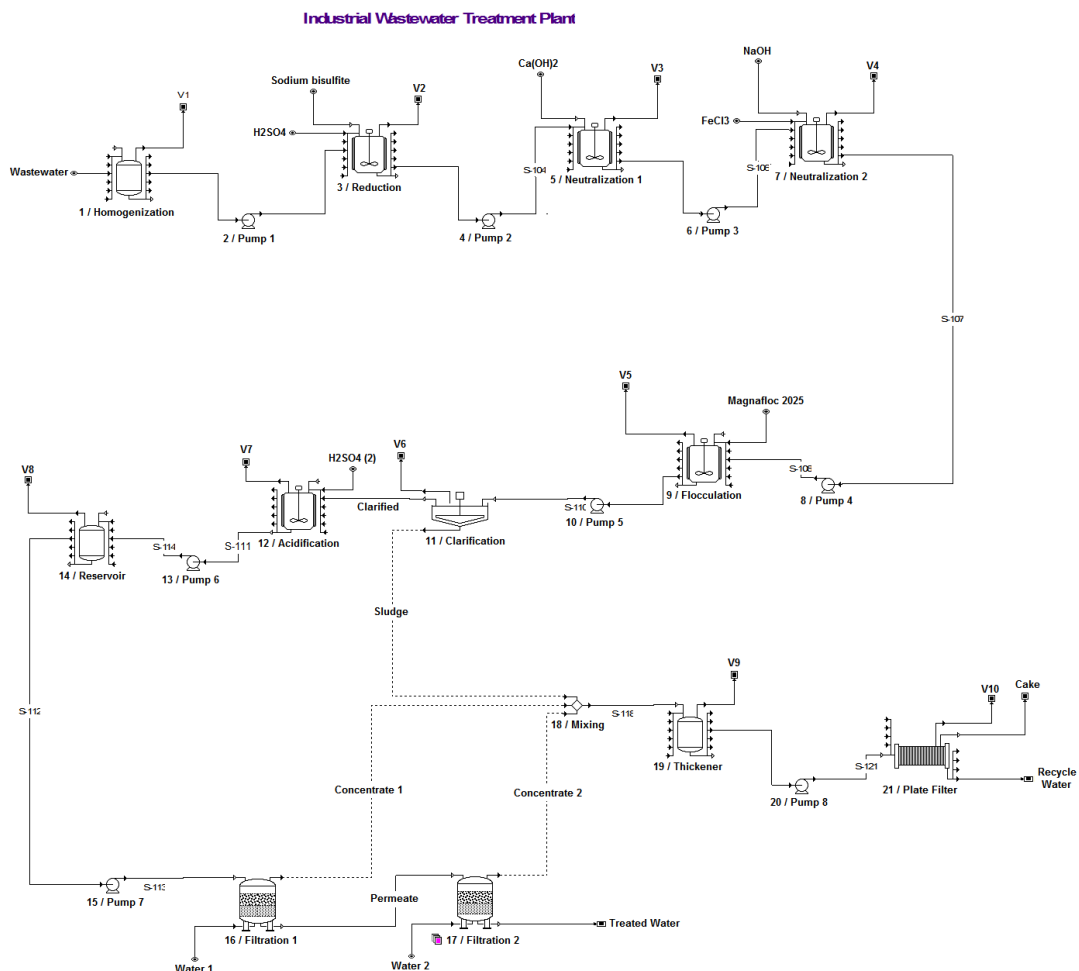 Industrial Wastewater Treatment Plant
NaOH
V4
Ca(OH)2
V3
Sodium bisulfite
V2
V1
H2SO4
FeCl3
Wastewater
S-104
5 / Neutralization 1
7 / Neutralization 2
3 / Reduction
1 / Homogenization
2 / Pump 1
4 / Pump 2
6 / Pump 3
S-107
V5
Magnafloc 2025
V6
V7
H2SO4 (2)
V8
9 / Flocculation
8 / Pump 4
Clarified
10 / Pump 5
11 / Clarification
12 / Acidification
S-114
S-111
13 / Pump 6
14 / Reservoir
Sludge
V9
V10
Cake
S-112
18 / Mixing
19 / Thickener
S-121
20 / Pump 8
21 / Plate Filter
Recycle
Water
Concentrate 1
Concentrate 2
15 / Pump 7
S-113
Permeate
16 / Filtration 1
17 / Filtration 2
Treated Water
Water 1
Water 2